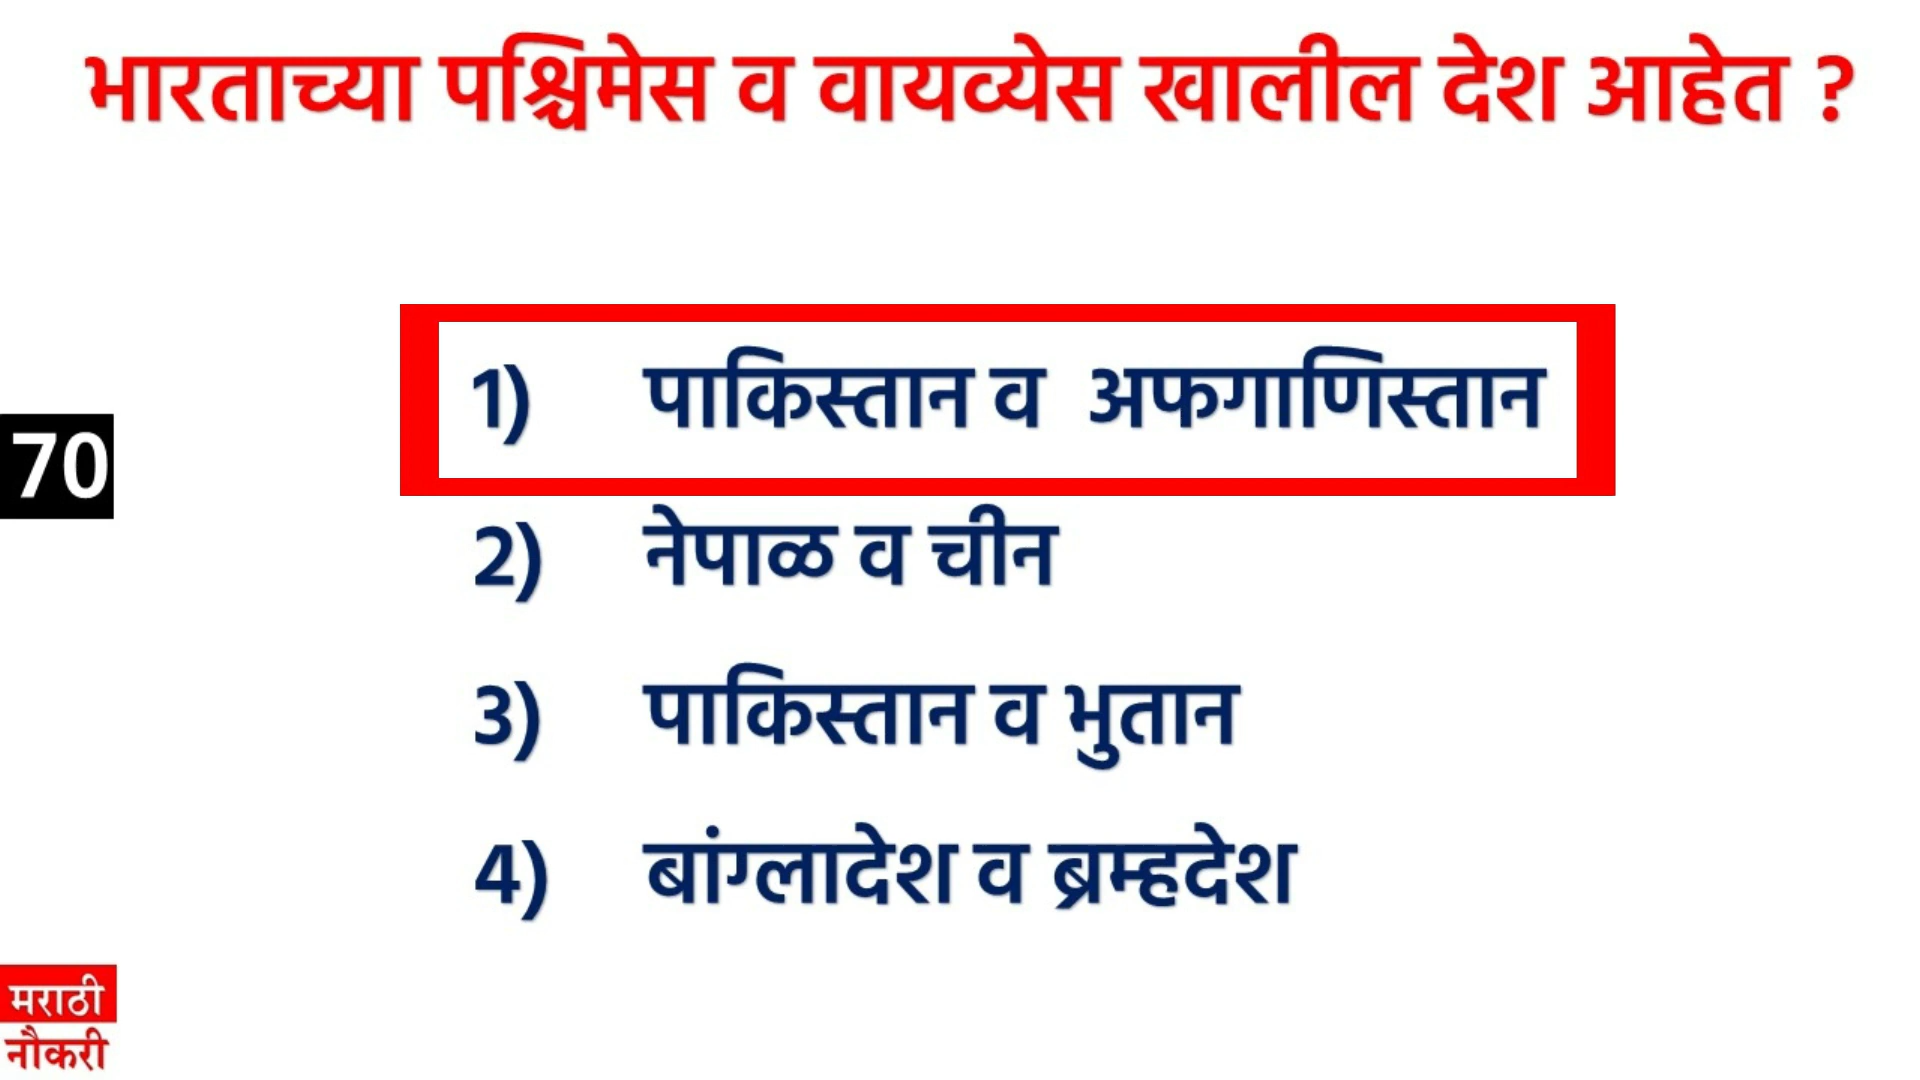 भारताच्या पश्चिमेस व वायव्येस खालील देश आहेत ?
1) पाकिस्तान व अफगाणिस्तान
70
2) नेपाळ व चीन
3) पाकिस्तान व भुतान
4) बांग्लादेश व ब्रम्हदेश
मराठी
नौकरी